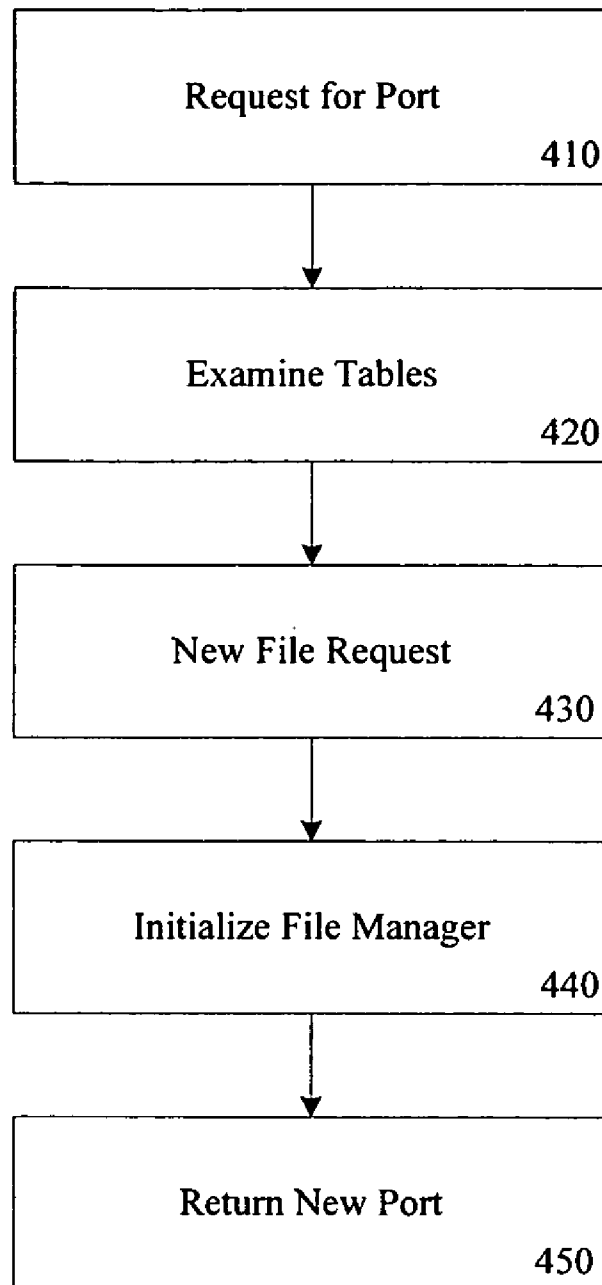 Request for Port
410
Examine Tables
420
New File Request
430
Initialize File Manager
440
Return New Port
450